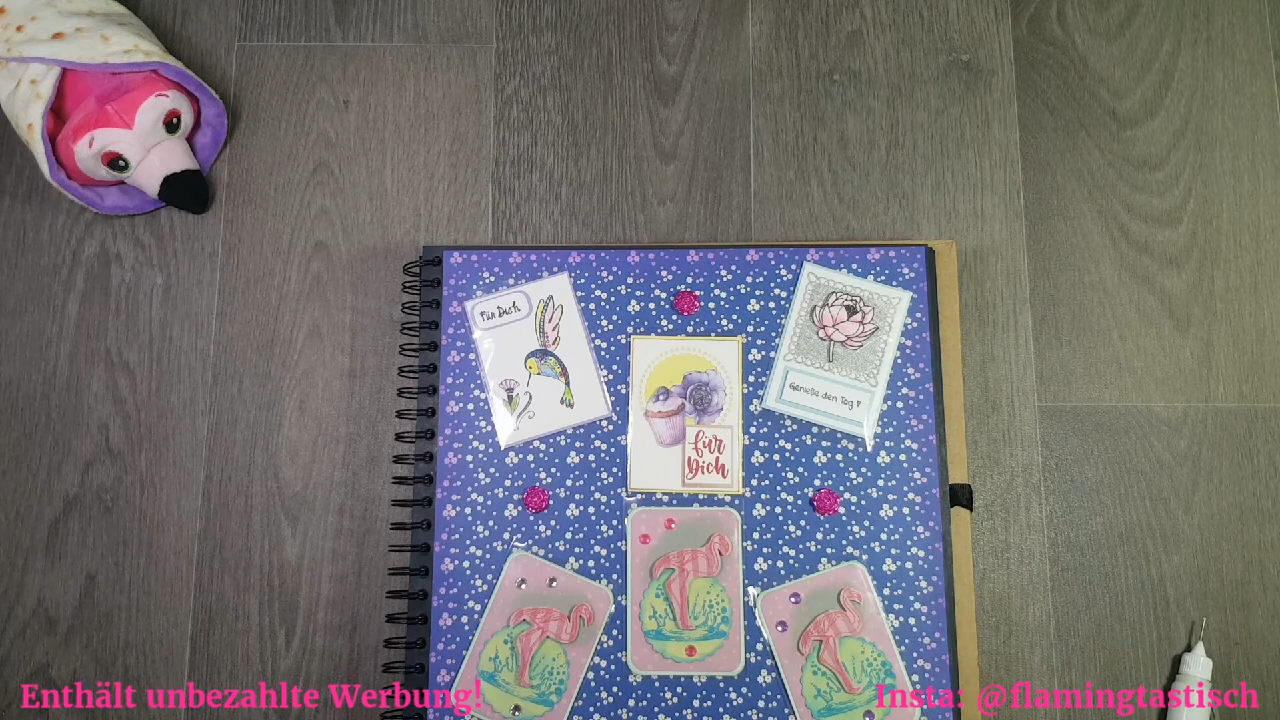 Für Dich
Genieße den Tag !
für
Dich
Enthält unbezahlte Werbung!
Insta: @flamingtastisch